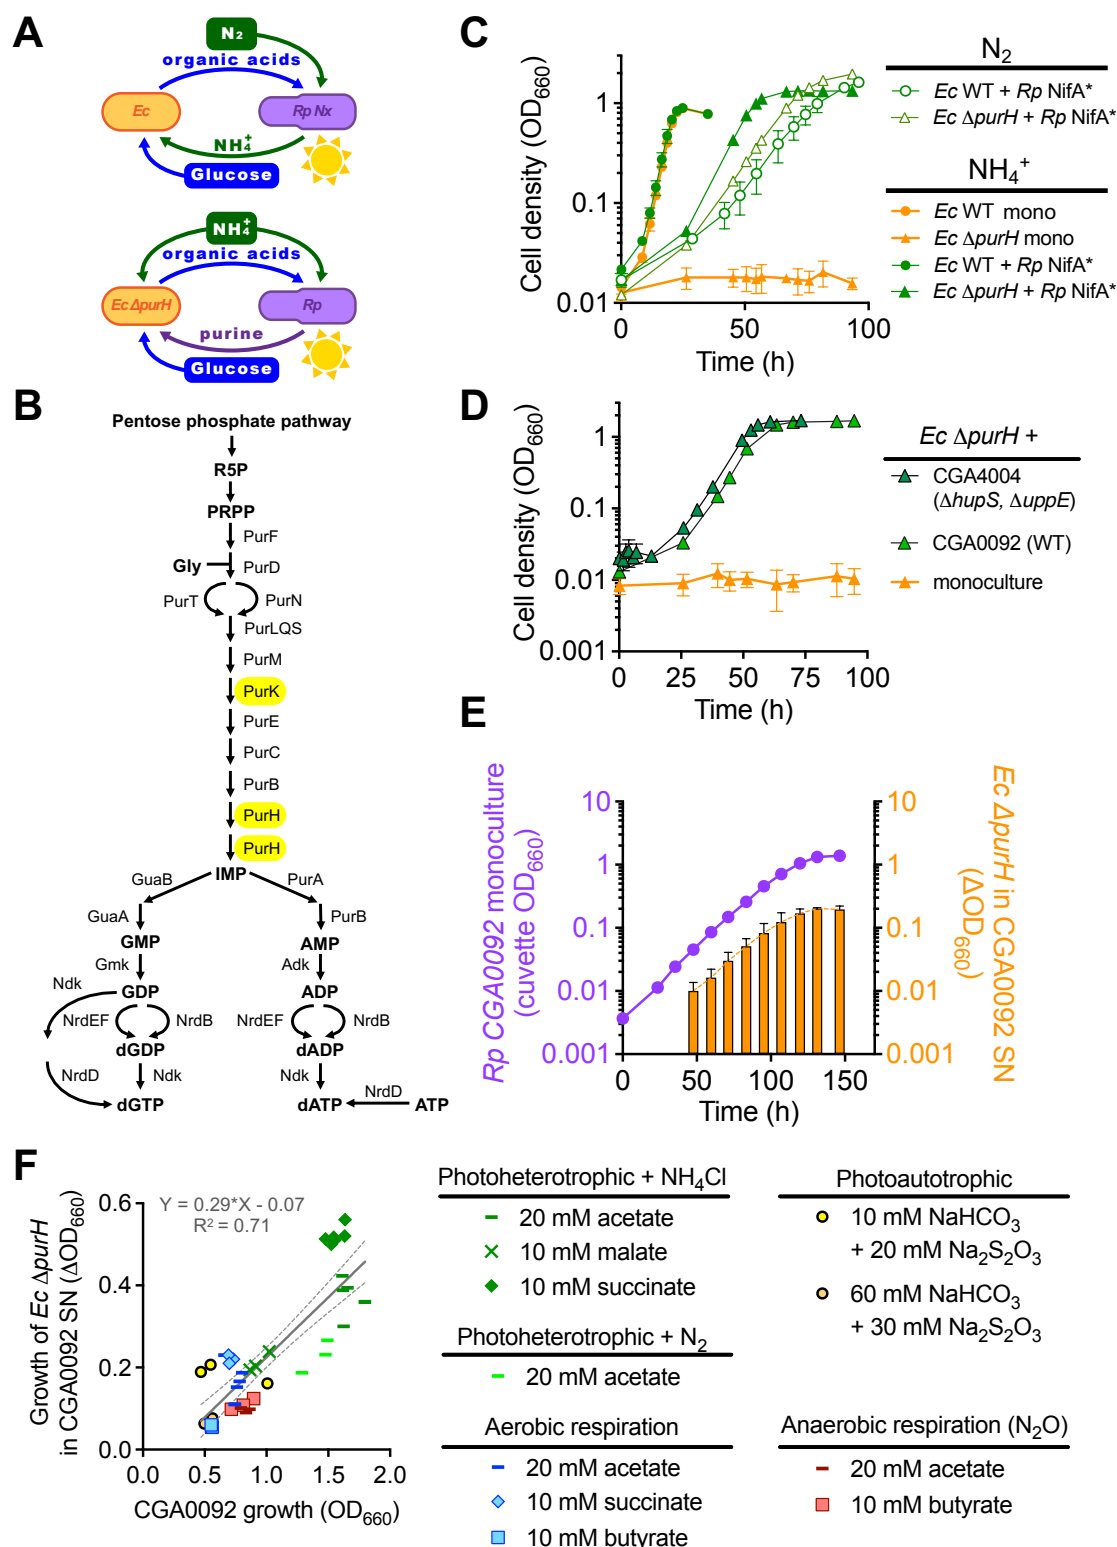 A
N2
organic acids
Ec
Rp Nx
NH4+
Glucose
NH4+
organic acids
Ec ΔpurH
Rp
purine
Glucose
B
Pentose phosphate pathway
R5P
PRPP
PurF
Gly
PurD
PurT
PurN
PurLQS
PurM
PurK
PurE
PurC
PurB
PurH
PurH
IMP
GuaB
PurA
GuaA
PurB
GMP
AMP
Gmk
Adk
Ndk
GDP
ADP
NrdEF
NrdB
NrdEF
NrdB
dGDP
dADP
NrdD
Ndk
Ndk
NrdD
dGTP
dATP
ATP
C
Cell density (OD660)
1
0.1
0.01
0
50
100
Time (h)
N2
Ec WT + Rp NifA*
Ec ΔpurH + Rp NifA*
NH4+
Ec WT mono
Ec ΔpurH mono
Ec WT + Rp NifA*
Ec ΔpurH + Rp NifA*
D
Cell density (OD660)
1
0.1
0.01
0.001
0
25
50
75
100
Time (h)
Ec ΔpurH +
CGA4004
(ΔhupS, ΔuppE)
CGA0092 (WT)
monoculture
E
Rp CGA0092 monoculture
(cuvette OD660)
10
1
0.1
0.01
0.001
0
50
100
150
Time (h)
10
1
0.1
0.01
0.001
Ec ΔpurH in CGA0092 SN
(ΔOD660)
F
Growth of Ec ΔpurH
in CGA0092 SN (ΔOD660)
0.6
0.4
0.2
0.0
Y = 0.29*X - 0.07
R2 = 0.71
0.0
0.5
1.0
1.5
2.0
CGA0092 growth (OD660)
Photoheterotrophic + NH4Cl
20 mM acetate
10 mM malate
10 mM succinate
Photoheterotrophic + N2
20 mM acetate
Aerobic respiration
20 mM acetate
10 mM succinate
10 mM butyrate
Photoautotrophic
10 mM NaHCO3
+ 20 mM Na2S2O3
60 mM NaHCO3
+ 30 mM Na2S2O3
Anaerobic respiration (N2O)
20 mM acetate
10 mM butyrate